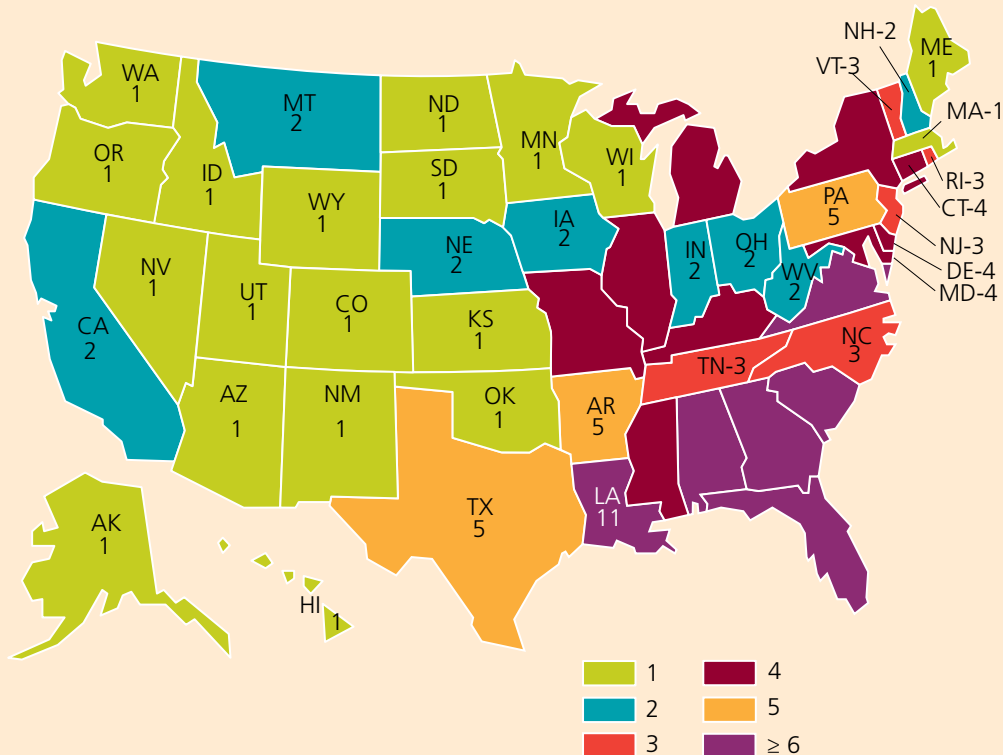 NH-2
ME
1
VT-3
MA-1
WA
1
MT
2
ND
1
MN
1
OR
1
ID
1
SD
1
WI
1
RI-3
CT-4
WY
1
PA
5
NJ-3
DE-4
MD-4
NE
2
IA
2
IN
2
OH
2
WV
2
NV
1
UT
1
CO
1
KS
1
CA
2
NC
3
TN-3
AZ
1
NM
1
OK
1
AR
5
TX
5
LA
11
AK
1
HI 1
1
2
3
4
5
≥ 6